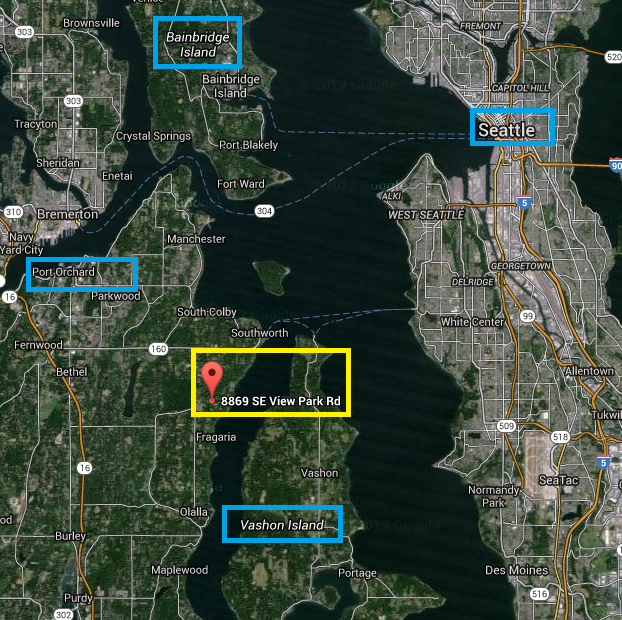 Venice
Brownsville
303
Bainbridge
Island
FREMONT
520
Bainbridge
Island
CAPITOL HILL
303
Tracyton
Crystal Springs
Seattle
Port Blakely
Sheridan
90
Enetai
Fort Ward
ALKI
5
310
Bremerton
304
WEST SEATTLE
Navy
Yard City
Manchester
Port Orchard
GEORGETOWN
16
Parkwood
DELRIDGE
South Colby
99
White Center
Southworth
Fernwood
160
Bethel
Allentown
8869 SE View Park Rd
Tukwil
509
Fragaria
518
5
16
Vashon
SeaTac
Normandy
Park
Olalla
Vashon Island
Burley
Maplewood
Portage
Des Moines
Purdy
516
302